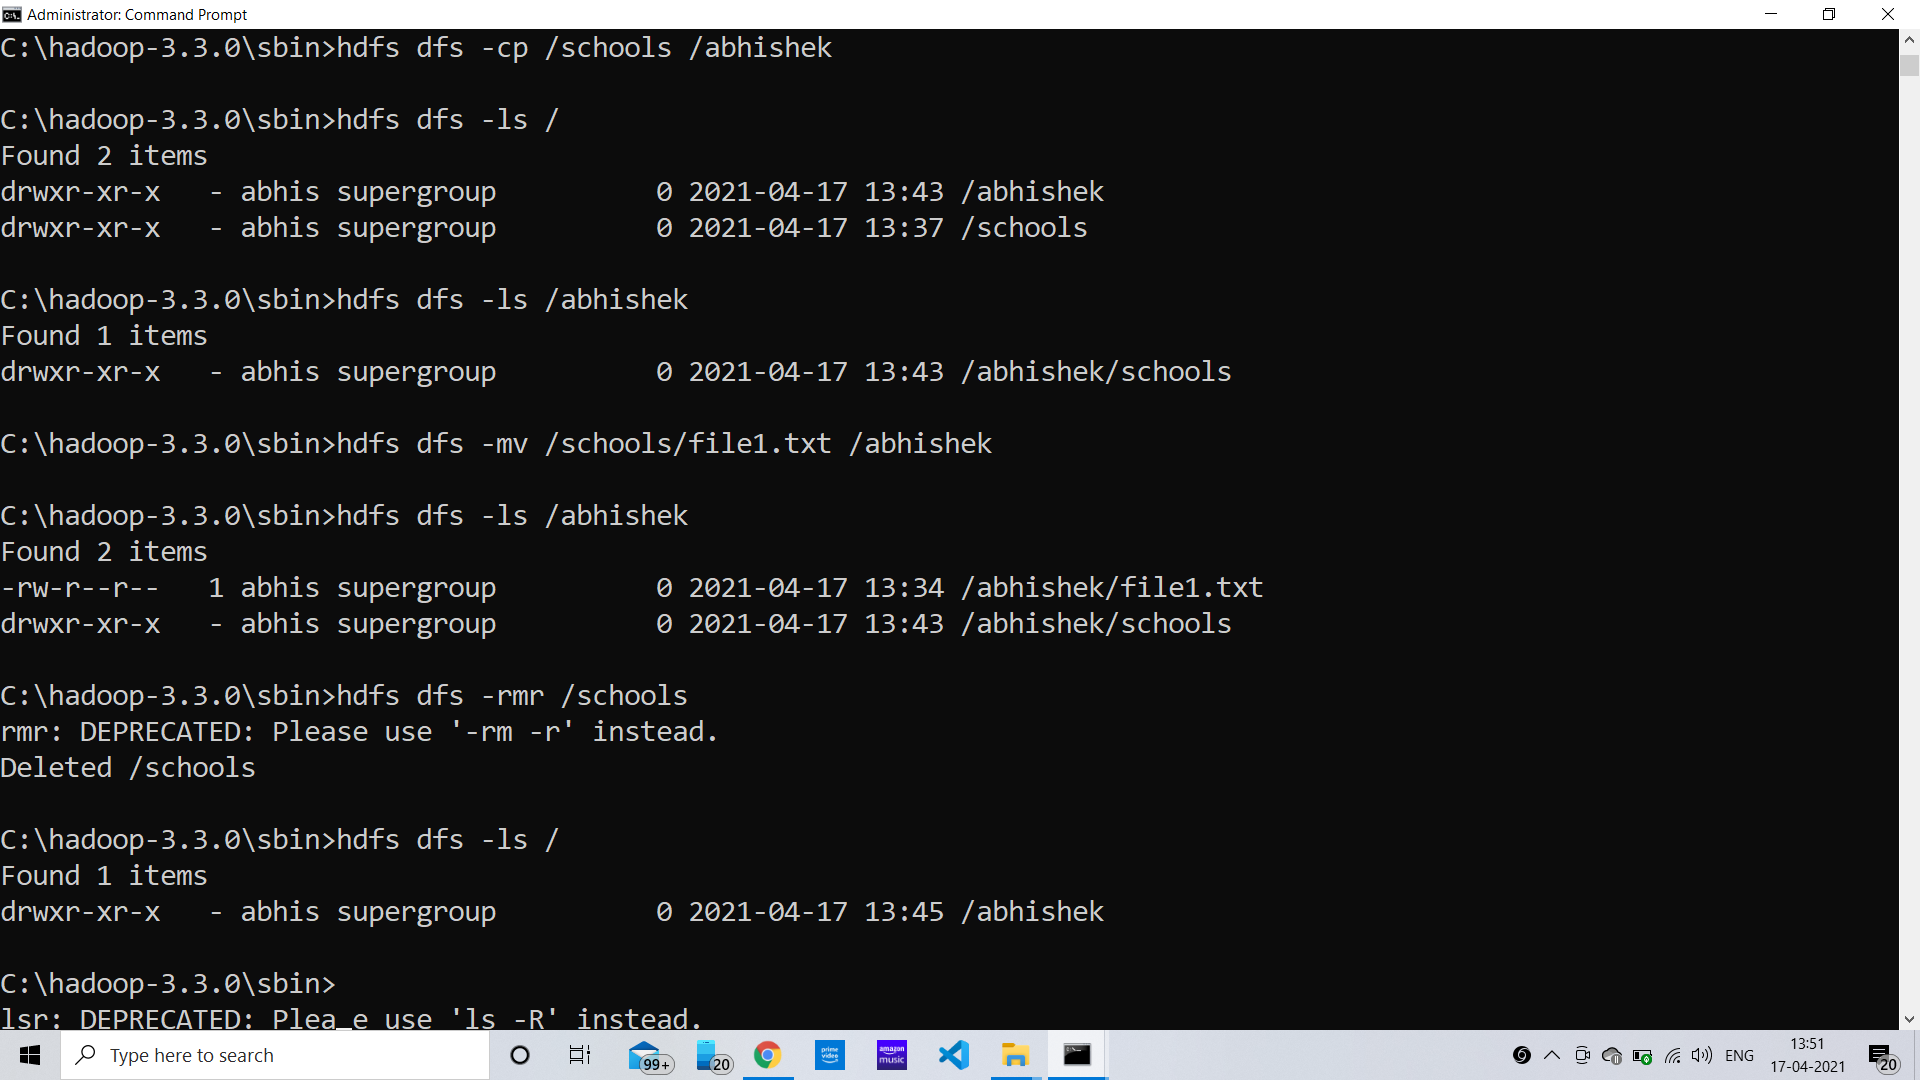 Administrator: Command Prompt
C:\hadoop-3.3.0\sbin>hdfs dfs -cp /schools /abhishek
C:\hadoop-3.3.0\sbin>hdfs dfs -ls /
Found 2 items
drwxr-xr-x   - abhis supergroup          0 2021-04-17 13:43 /abhishek
drwxr-xr-x   - abhis supergroup          0 2021-04-17 13:37 /schools
C:\hadoop-3.3.0\sbin>hdfs dfs -ls /abhishek
Found 1 items
drwxr-xr-x   - abhis supergroup          0 2021-04-17 13:43 /abhishek/schools
C:\hadoop-3.3.0\sbin>hdfs dfs -mv /schools/file1.txt /abhishek
C:\hadoop-3.3.0\sbin>hdfs dfs -ls /abhishek
Found 2 items
-rw-r--r--   1 abhis supergroup          0 2021-04-17 13:34 /abhishek/file1.txt
drwxr-xr-x   - abhis supergroup          0 2021-04-17 13:43 /abhishek/schools
C:\hadoop-3.3.0\sbin>hdfs dfs -rmr /schools
rmr: DEPRECATED: Please use '-rm -r' instead.
Deleted /schools
C:\hadoop-3.3.0\sbin>hdfs dfs -ls /
Found 1 items
drwxr-xr-x   - abhis supergroup          0 2021-04-17 13:45 /abhishek
C:\hadoop-3.3.0\sbin>
lsr: DEPRECATED: Plea_e use 'ls -R' instead.
Type here to search
99+
20
prime video
amazon music
ENG
13:51
17-04-2021
20